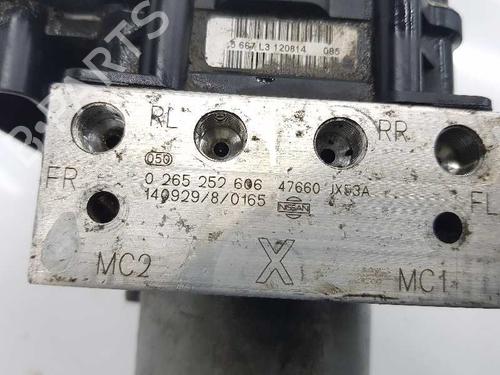 5 667 L3 120814 085
RL RR
050
FR 0 265 252 606 47660 JX53A FL
140929/8/0165 NISSAN
MC2 X MC1
B-PARTS